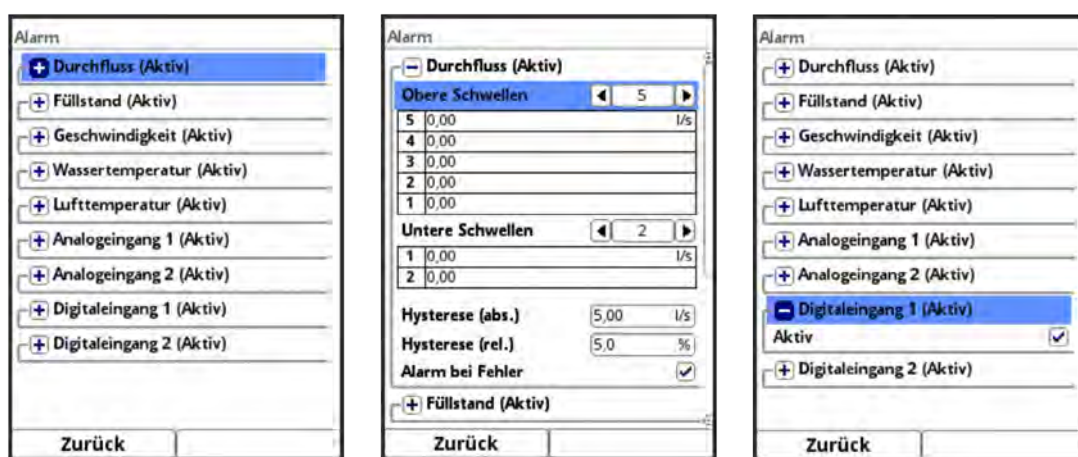 Alarm
Durchfluss (Aktiv)
Füllstand (Aktiv)
Geschwindigkeit (Aktiv)
Wassertemperatur (Aktiv)
Lufttemperatur (Aktiv)
Analogeingang 1 (Aktiv)
Analogeingang 2 (Aktiv)
Digitaleingang 1 (Aktiv)
Digitaleingang 2 (Aktiv)
Zurück
Alarm
Durchfluss (Aktiv)
Obere Schwellen 5
5 0,00 l/s
4 0,00
3 0,00
2 0,00
1 0,00
Untere Schwellen 2
1 0,00 l/s
2 0,00
Hysterese (abs.) 5,00 l/s
Hysterese (rel.) 5,0 %
Alarm bei Fehler
Füllstand (Aktiv)
Zurück
Alarm
Durchfluss (Aktiv)
Füllstand (Aktiv)
Geschwindigkeit (Aktiv)
Wassertemperatur (Aktiv)
Lufttemperatur (Aktiv)
Analogeingang 1 (Aktiv)
Analogeingang 2 (Aktiv)
Digitaleingang 1 (Aktiv)
Aktiv
Digitaleingang 2 (Aktiv)
Zurück